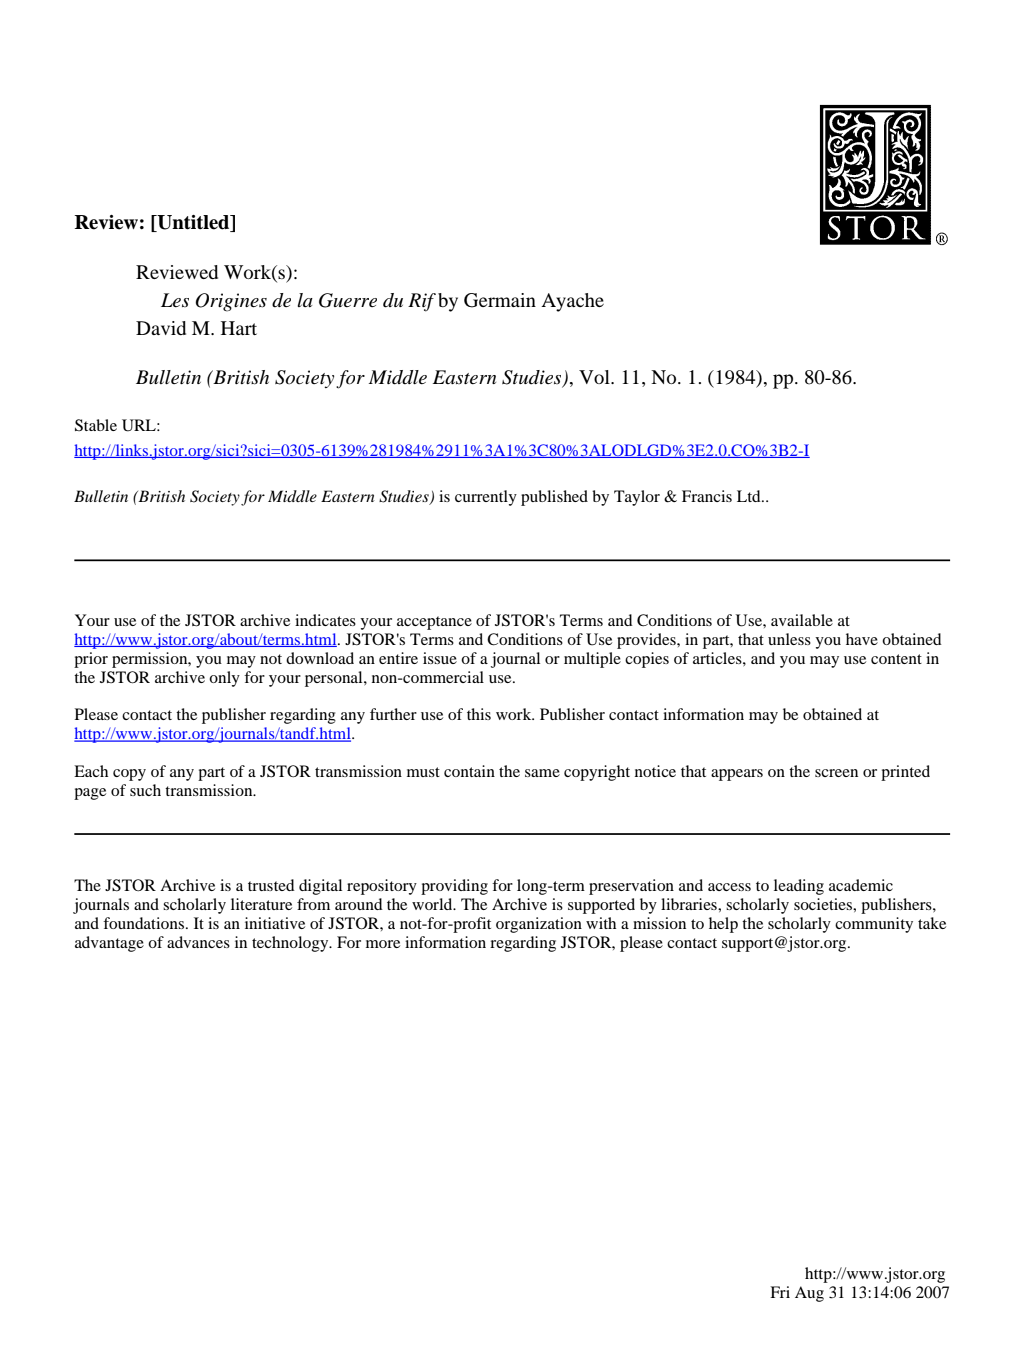 J
STOR ®
Review: [Untitled]
Reviewed Work(s):
Les Origines de la Guerre du Rif by Germain Ayache
David M. Hart
Bulletin (British Society for Middle Eastern Studies), Vol. 11, No. 1. (1984), pp. 80-86.
Stable URL:
http://links.jstor.org/sici?sici=0305-6139%281984%2911%3A1%3C80%3ALODLGD%3E2.0.CO%3B2-I
Bulletin (British Society for Middle Eastern Studies) is currently published by Taylor & Francis Ltd..
Your use of the JSTOR archive indicates your acceptance of JSTOR's Terms and Conditions of Use, available at
http://www.jstor.org/about/terms.html. JSTOR's Terms and Conditions of Use provides, in part, that unless you have obtained
prior permission, you may not download an entire issue of a journal or multiple copies of articles, and you may use content in
the JSTOR archive only for your personal, non-commercial use.
Please contact the publisher regarding any further use of this work. Publisher contact information may be obtained at
http://www.jstor.org/journals/tandf.html.
Each copy of any part of a JSTOR transmission must contain the same copyright notice that appears on the screen or printed
page of such transmission.
The JSTOR Archive is a trusted digital repository providing for long-term preservation and access to leading academic
journals and scholarly literature from around the world. The Archive is supported by libraries, scholarly societies, publishers,
and foundations. It is an initiative of JSTOR, a not-for-profit organization with a mission to help the scholarly community take
advantage of advances in technology. For more information regarding JSTOR, please contact support@jstor.org.
http://www.jstor.org
Fri Aug 31 13:14:06 2007